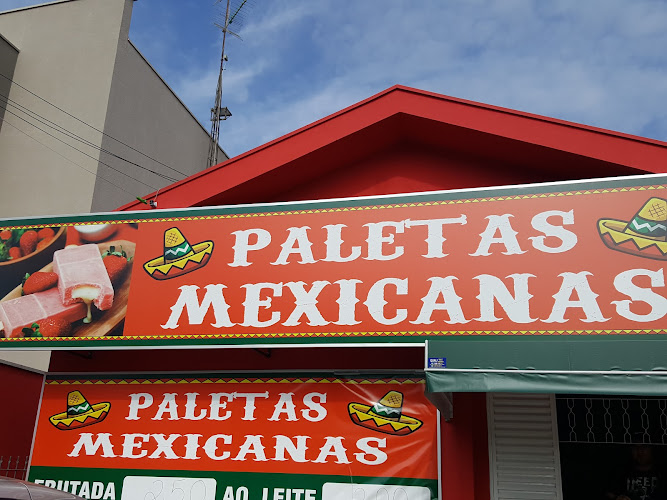 PALETAS
MEXICANAS
PALETAS
MEXICANAS
FRUTADA
AO LEITE